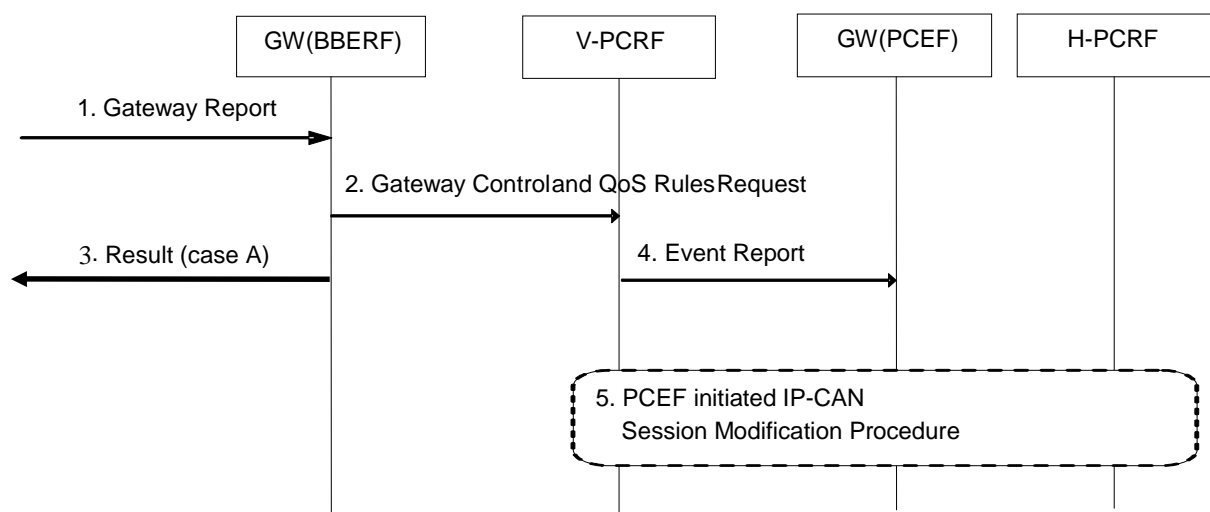 GW(BBERF)
V-PCRF
GW(PCEF)
H-PCRF
1. Gateway Report
2. Gateway Controland QoS RulesRequest
3. Result (case A)
4. Event Report
5. PCEF initiated IP-CAN
Session Modification Procedure